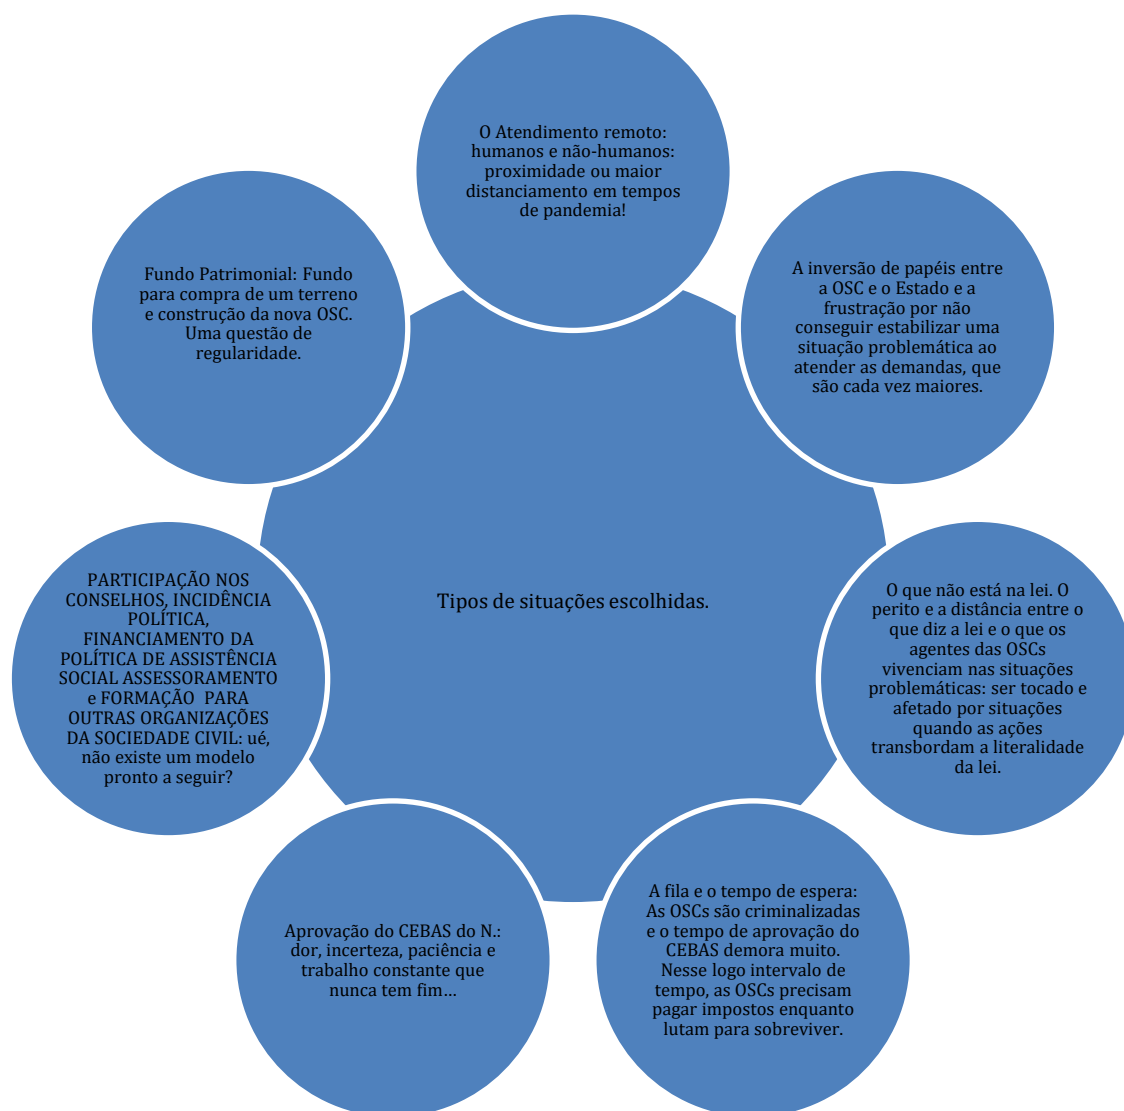 O Atendimento remoto:
humanos e não-humanos:
proximidade ou maior
distanciamento em tempos
de pandemia!
A inversão de papéis entre
a OSC e o Estado e a
frustração por não
conseguir estabilizar uma
situação problemática ao
atender as demandas, que
são cada vez maiores.
O que não está na lei. O
perito e a distância entre o
que diz a lei e o que os
agentes das OSCs
vivenciam nas situações
problemáticas: ser tocado e
afetado por situações
quando as ações
transbordam a literalidade
da lei.
A fila e o tempo de espera:
As OSCs são criminalizadas
e o tempo de aprovação do
CEBAS demora muito.
Nesse logo intervalo de
tempo, as OSCs precisam
pagar impostos enquanto
lutam para sobreviver.
Aprovação do CEBAS do N.:
dor, incerteza, paciência e
trabalho constante que
nunca tem fim...
PARTICIPAÇÃO NOS
CONSELHOS, INCIDÊNCIA
POLÍTICA,
FINANCIAMENTO DA
POLÍTICA DE ASSISTÊNCIA
SOCIAL ASSESSORAMENTO
e FORMAÇÃO PARA
OUTRAS ORGANIZAÇÕES
DA SOCIEDADE CIVIL: ué,
não existe um modelo
pronto a seguir?
Fundo Patrimonial: Fundo
para compra de um terreno
e construção da nova OSC.
Uma questão de
regularidade.
Tipos de situações escolhidas.